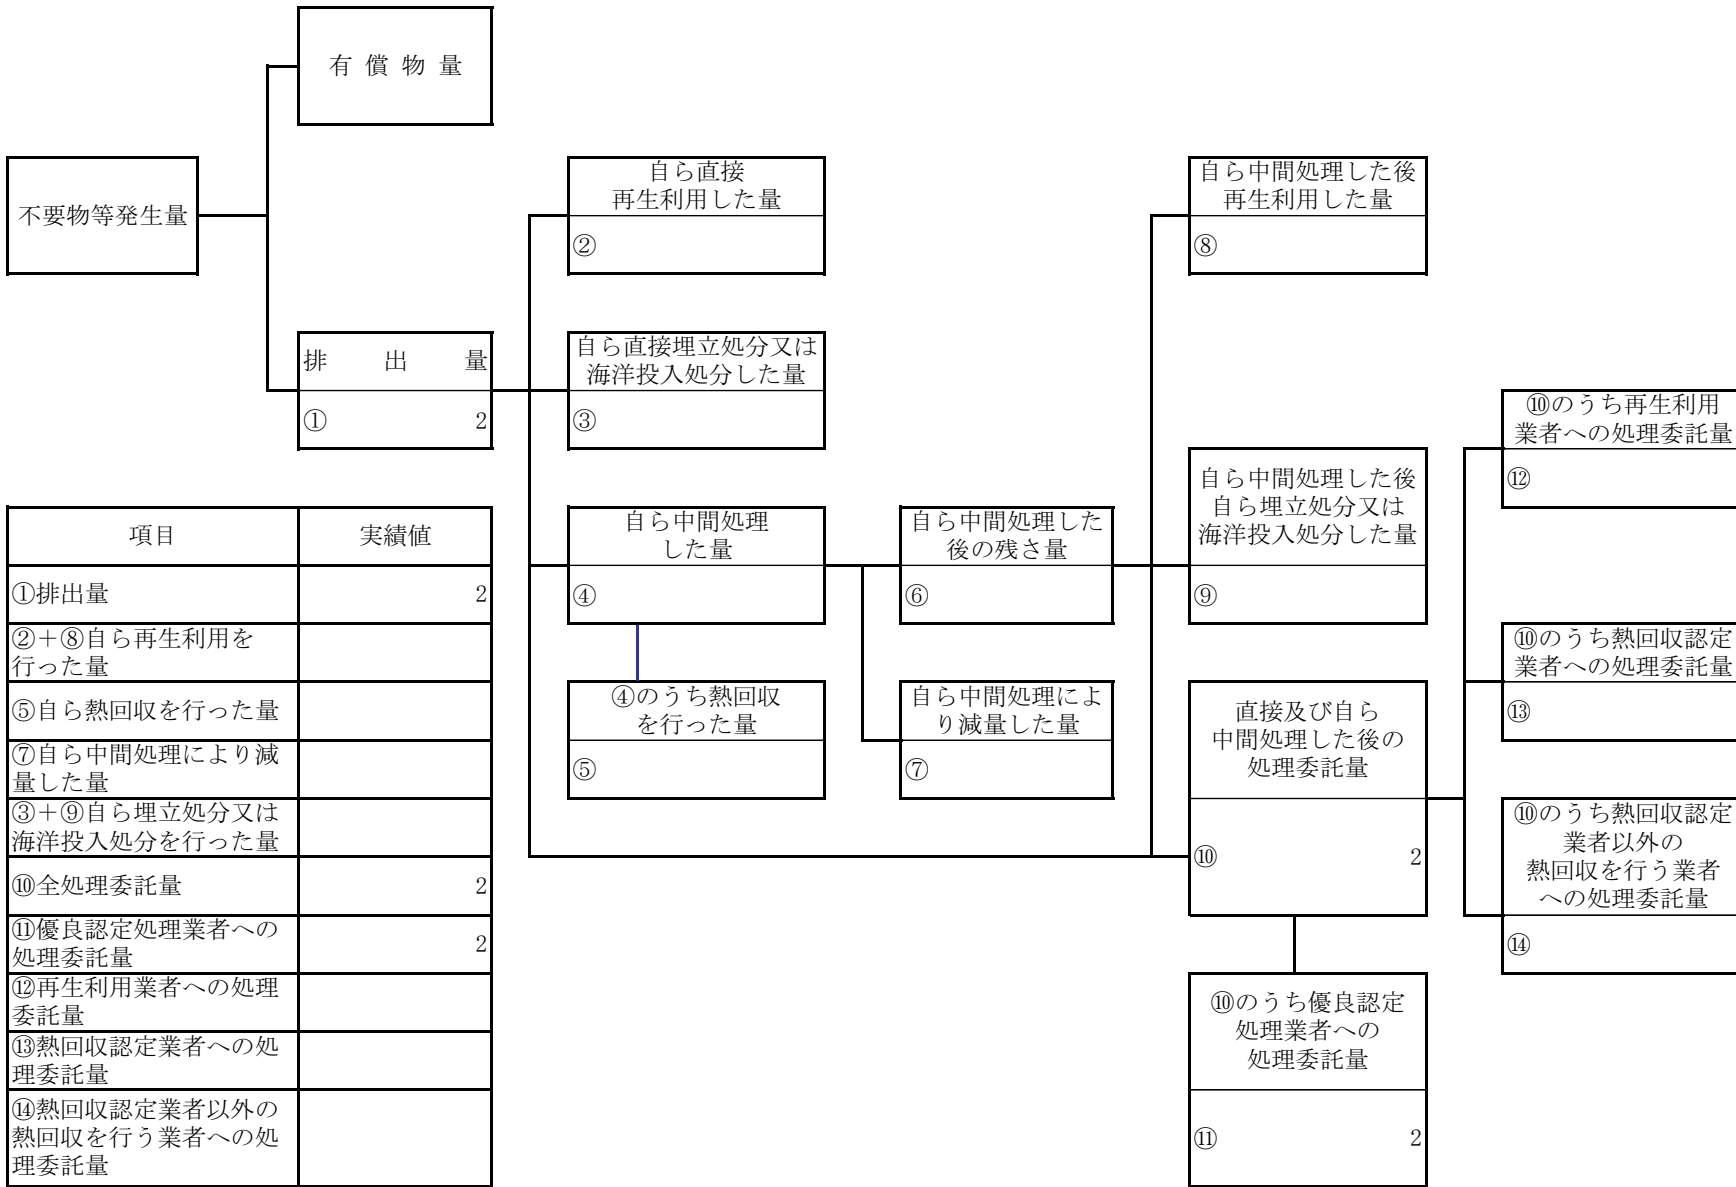 有 償 物 量
不要物等発生量
自ら直接
再生利用した量
②
自ら中間処理した後
再生利用した量
⑧
排 出 量
① 2
自ら直接埋立処分又は
海洋投入処分した量
③
自ら中間処理
した量
④
自ら中間処理した
後の残さ量
⑥
自ら中間処理した後
自ら埋立処分又は
海洋投入処分した量
⑨
⑩のうち再生利用
業者への処理委託量
⑫
④のうち熱回収
を行った量
⑤
自ら中間処理によ
り減量した量
⑦
直接及び自ら
中間処理した後の
処理委託量
⑩ 2
⑩のうち熱回収認定
業者への処理委託量
⑬
⑩のうち熱回収認定
業者以外の
熱回収を行う業者
への処理委託量
⑭
⑩のうち優良認定
処理業者への
処理委託量
⑪ 2
項目 実績値
①排出量 2
②＋⑧自ら再生利用を
行った量
⑤自ら熱回収を行った量
⑦自ら中間処理により減
量した量
③＋⑨自ら埋立処分又は
海洋投入処分を行った量
⑩全処理委託量 2
⑪優良認定処理業者への
処理委託量 2
⑫再生利用業者への処理
委託量
⑬熱回収認定業者への処
理委託量
⑭熱回収認定業者以外の
熱回収を行う業者への処
理委託量